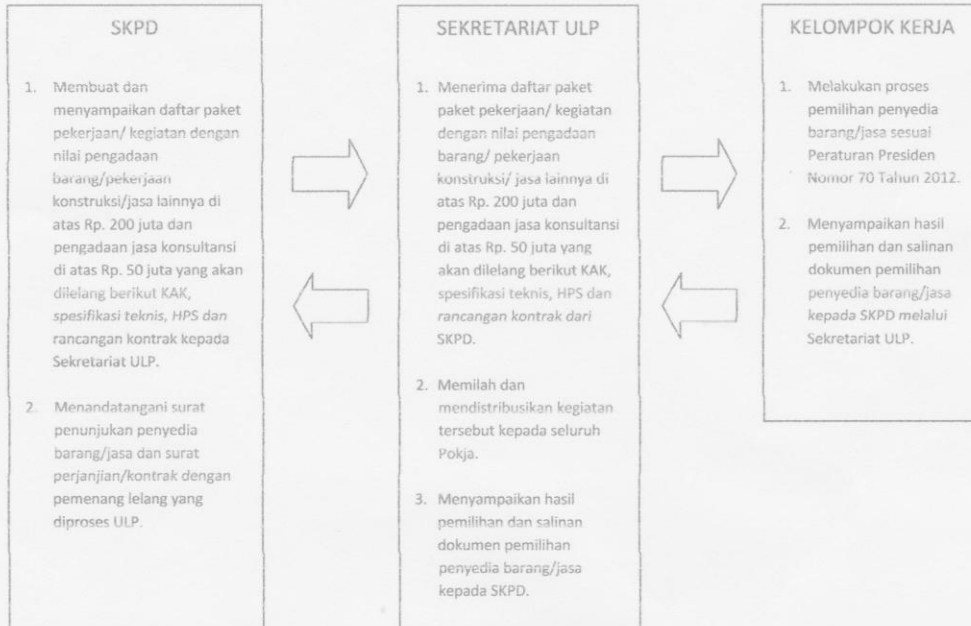 SKPD
1. Membuat dan
menyampaikan daftar paket
pekerjaan/ kegiatan dengan
nilai pengadaan
barang/pekerjaan
konstruksi/jasa lainnya di
atas Rp. 200 juta dan
pengadaan jasa konsultansi
di atas Rp. 50 juta yang akan
dilelang berikut KAK,
spesifikasi teknis, HPS dan
rancangan kontrak kepada
Sekretariat ULP.
2. Menandatangani surat
penunjukan penyedia
barang/jasa dan surat
perjanjian/kontrak dengan
pemenang lelang yang
diproses ULP.
SEKRETARIAT ULP
1. Menerima daftar paket
paket pekerjaan/ kegiatan
dengan nilai pengadaan
barang/ pekerjaan
konstruksi/ jasa lainnya di
atas Rp. 200 juta dan
pengadaan jasa konsultansi
di atas Rp. 50 juta yang
akan dilelang berikut KAK,
spesifikasi teknis, HPS dan
rancangan kontrak dari
SKPD.
2. Memilah dan
mendistribusikan kegiatan
tersebut kepada seluruh
Pokja.
3. Menyampaikan hasil
pemilihan dan salinan
dokumen pemilihan
penyedia barang/jasa
kepada SKPD.
KELOMPOK KERJA
1. Melakukan proses
pemilihan penyedia
barang/jasa sesuai
Peraturan Presiden
Nomor 70 Tahun 2012.
2. Menyampaikan hasil
pemilihan dan salinan
dokumen pemilihan
penyedia barang/jasa
kepada SKPD melalui
Sekretariat ULP.